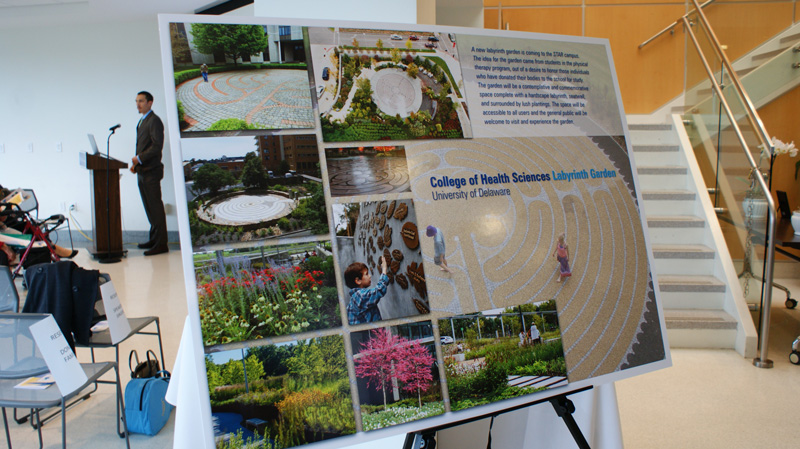 A new labyrinth garden is coming to the STAR campus.
The idea for the garden came from students in the physical
therapy program, out of a desire to honor those individuals
who have donated their bodies to the school for study.
The garden will be a contemplative and commemorative
space complete with a hardscape labyrinth, seatwall,
and surrounded by lush plantings. The space will be
accessible to all users and the general public will be
welcome to visit and experience the garden.
College of Health Sciences Labyrinth Garden
University of Delaware